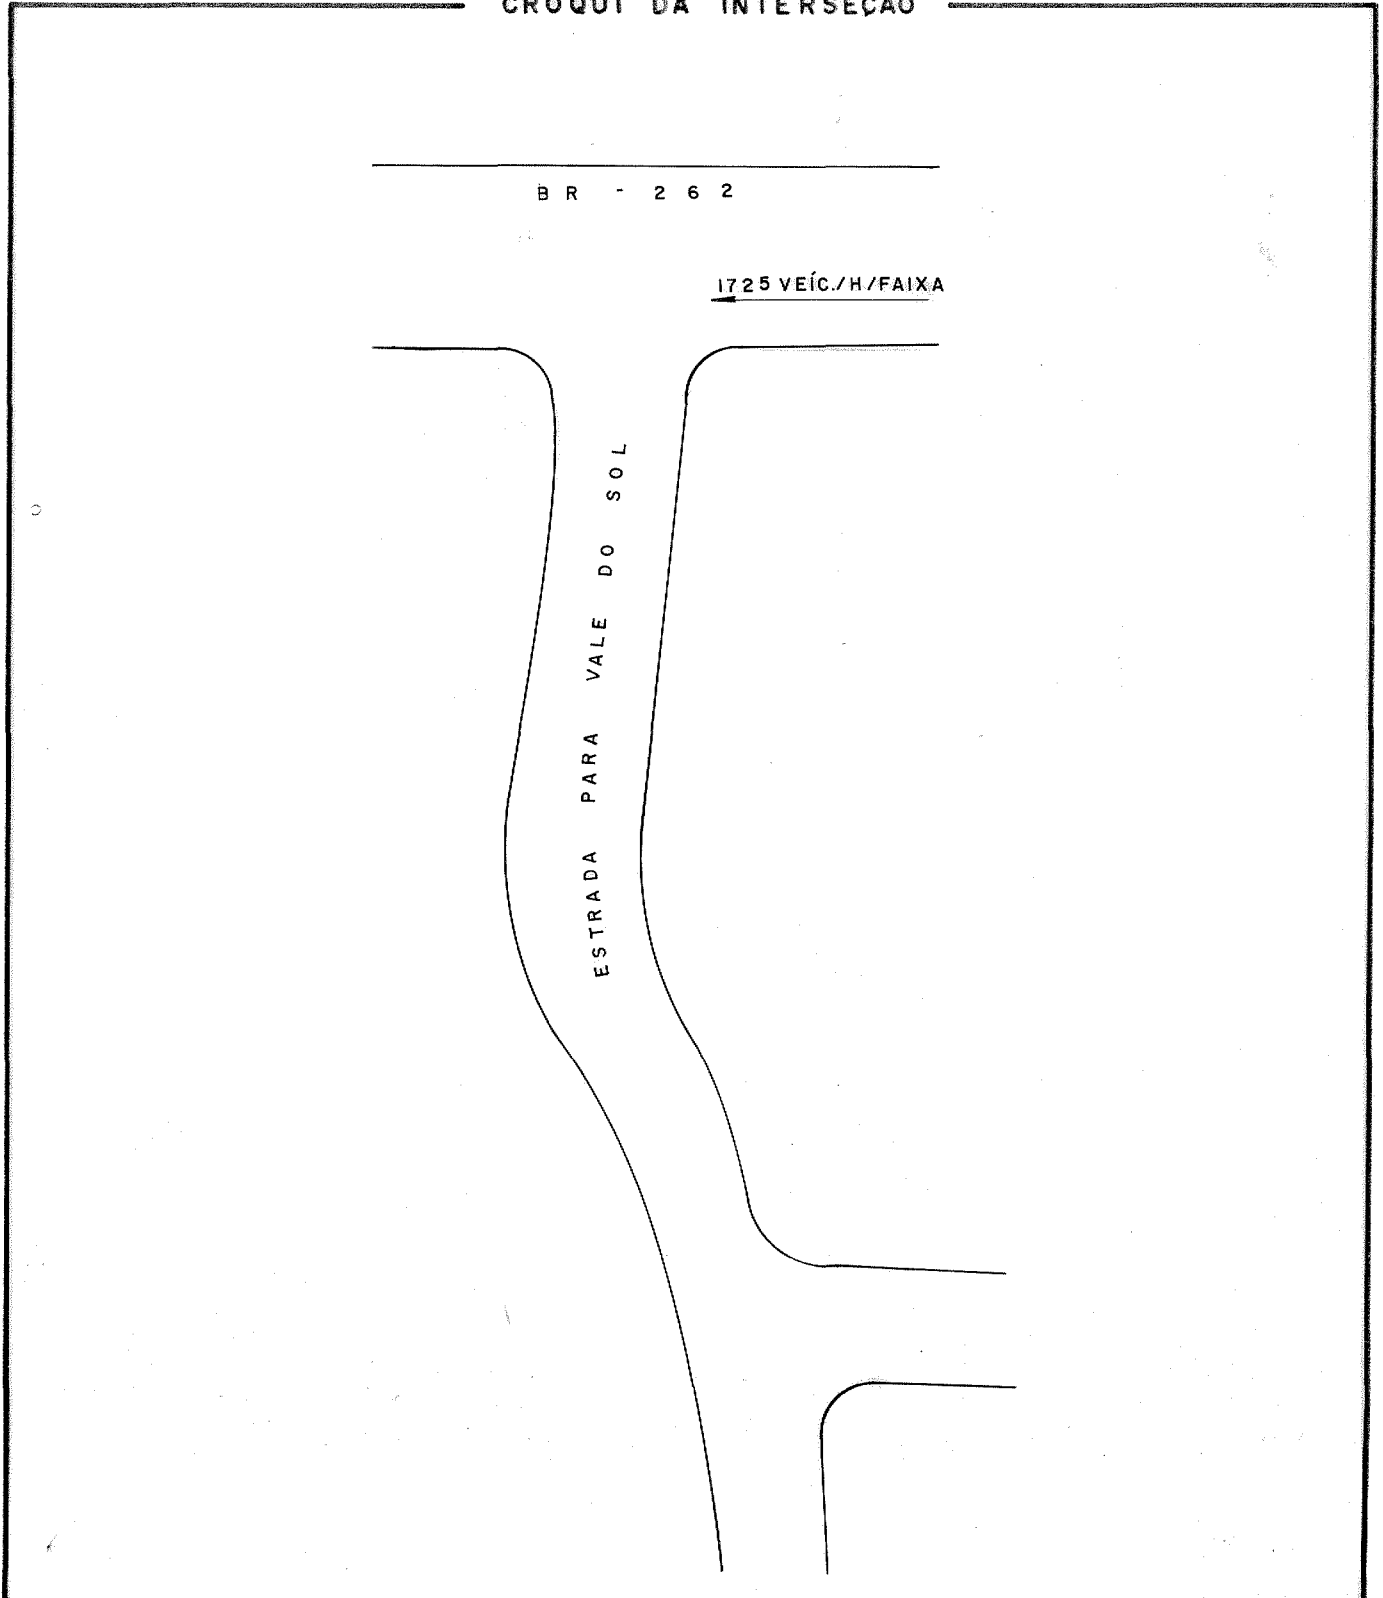 CROQUI DA INTERSEÇÃO
BR - 262
1725 VEÍC./H/FAIXA
ESTRADA PARA VALE DO SOL